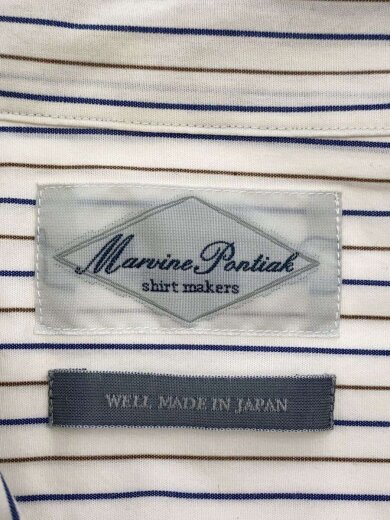 Marvine Pontiak
shirt makers
WELL MADE IN JAPAN